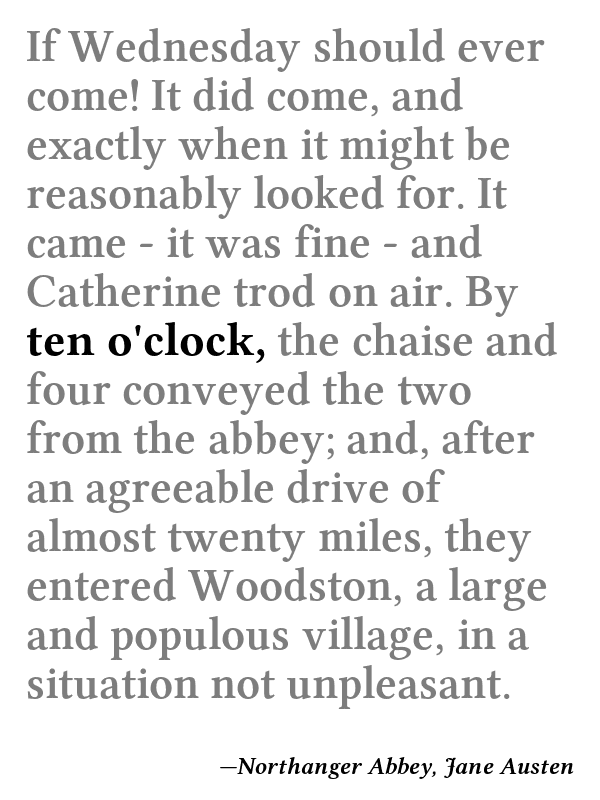 If Wednesday should ever
come! It did come, and
exactly when it might be
reasonably looked for. It
came - it was fine - and
Catherine trod on air. By
ten o'clock, the chaise and
four conveyed the two
from the abbey; and, after
an agreeable drive of
almost twenty miles, they
entered Woodston, a large
and populous village, in a
situation not unpleasant.
—Northanger Abbey, Jane Austen